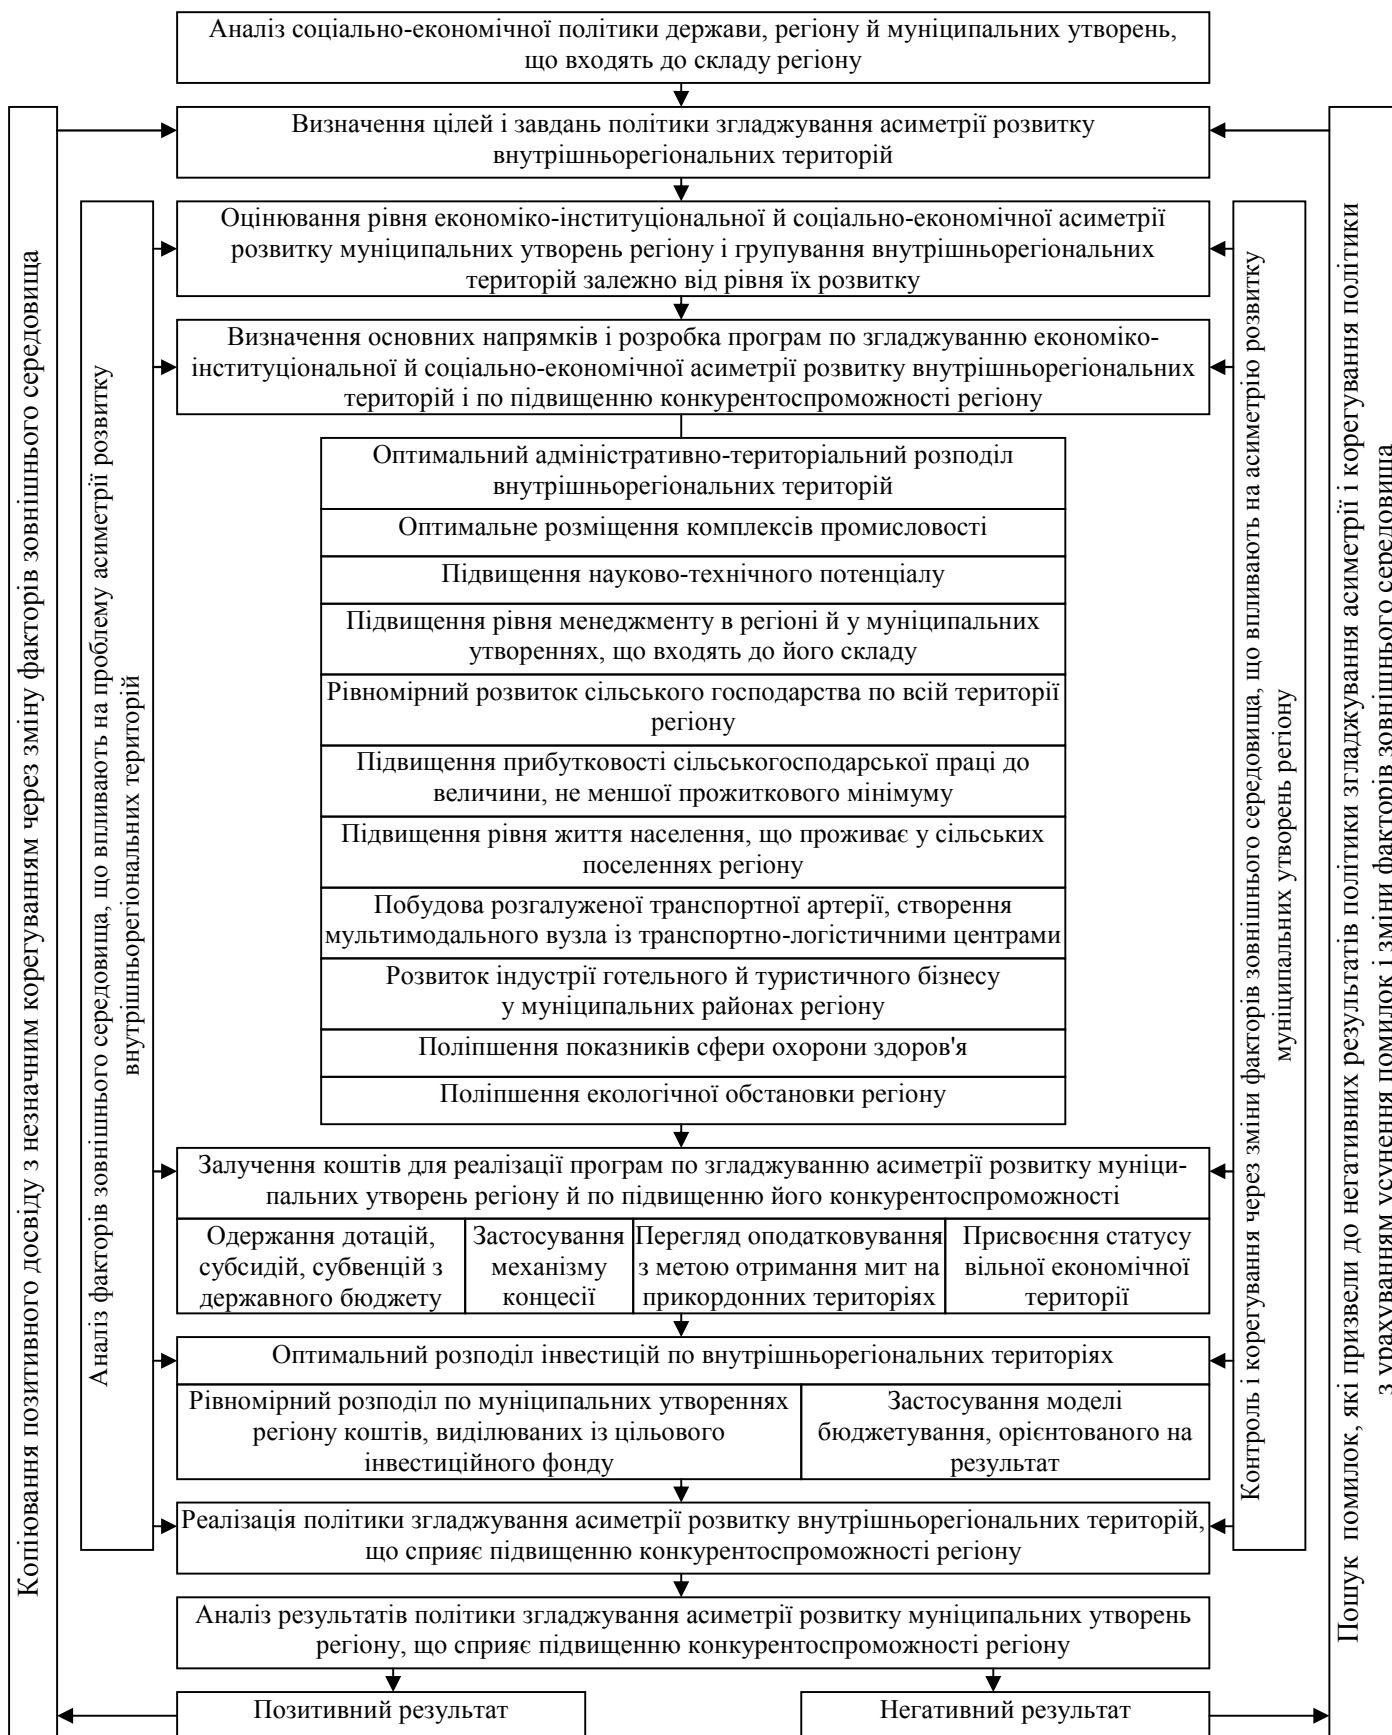 Аналіз соціально-економічної політики держави, регіону й муніципальних утворень,
що входять до складу регіону
Визначення цілей і завдань політики згладжування асиметрії розвитку
внутрішньорегіональних територій
Оцінювання рівня економіко-інституціональної й соціально-економічної асиметрії
розвитку муніципальних утворень регіону і групування внутрішньорегіональних
територій залежно від рівня їх розвитку
Визначення основних напрямків і розробка програм по згладжуванню економіко-
інституціональної й соціально-економічної асиметрії розвитку внутрішньорегіональних
територій і по підвищенню конкурентоспроможності регіону
Оптимальний адміністративно-територіальний розподіл
внутрішньорегіональних територій
Оптимальне розміщення комплексів промисловості
Підвищення науково-технічного потенціалу
Підвищення рівня менеджменту в регіоні й у муніципальних
утвореннях, що входять до його складу
Рівномірний розвиток сільського господарства по всій території
регіону
Підвищення прибутковості сільськогосподарської праці до
величини, не меншої прожиткового мінімуму
Підвищення рівня життя населення, що проживає у сільських
поселеннях регіону
Побудова розгалуженої транспортної артерії, створення
мультимодального вузла із транспортно-логістичними центрами
Розвиток індустрії готельного й туристичного бізнесу
у муніципальних районах регіону
Поліпшення показників сфери охорони здоров'я
Поліпшення екологічної обстановки регіону
Залучення коштів для реалізації програм по згладжуванню асиметрії розвитку муніци-
пальних утворень регіону й по підвищенню його конкурентоспроможності
Одержання дотацій,
субсидій, субвенцій з
державного бюджету
Застосування
механізму
концесії
Перегляд оподатковування
з метою отримання мит на
прикордонних територіях
Присвоєння статусу
вільної економічної
території
Оптимальний розподіл інвестицій по внутрішньорегіональних територіях
Рівномірний розподіл по муніципальних утвореннях
регіону коштів, виділюваних із цільового
інвестиційного фонду
Застосування моделі
бюджетування, орієнтованого на
результат
Реалізація політики згладжування асиметрії розвитку внутрішньорегіональних територій,
що сприяє підвищенню конкурентоспроможності регіону
Аналіз результатів політики згладжування асиметрії розвитку муніципальних утворень
регіону, що сприяє підвищенню конкурентоспроможності регіону
Позитивний результат
Негативний результат
Копіювання позитивного досвіду з незначним корегуванням через зміну факторів зовнішнього середовища
Аналіз факторів зовнішнього середовища, що впливають на проблему асиметрії розвитку
внутрішньорегіональних територій
Контроль і корегування через зміни факторів зовнішнього середовища, що впливають на асиметрію розвитку
муніципальних утворень регіону
Пошук помилок, які призвели до негативних результатів політики згладжування асиметрії і корегування політики
з урахуванням усунення помилок і зміни факторів зовнішнього середовища